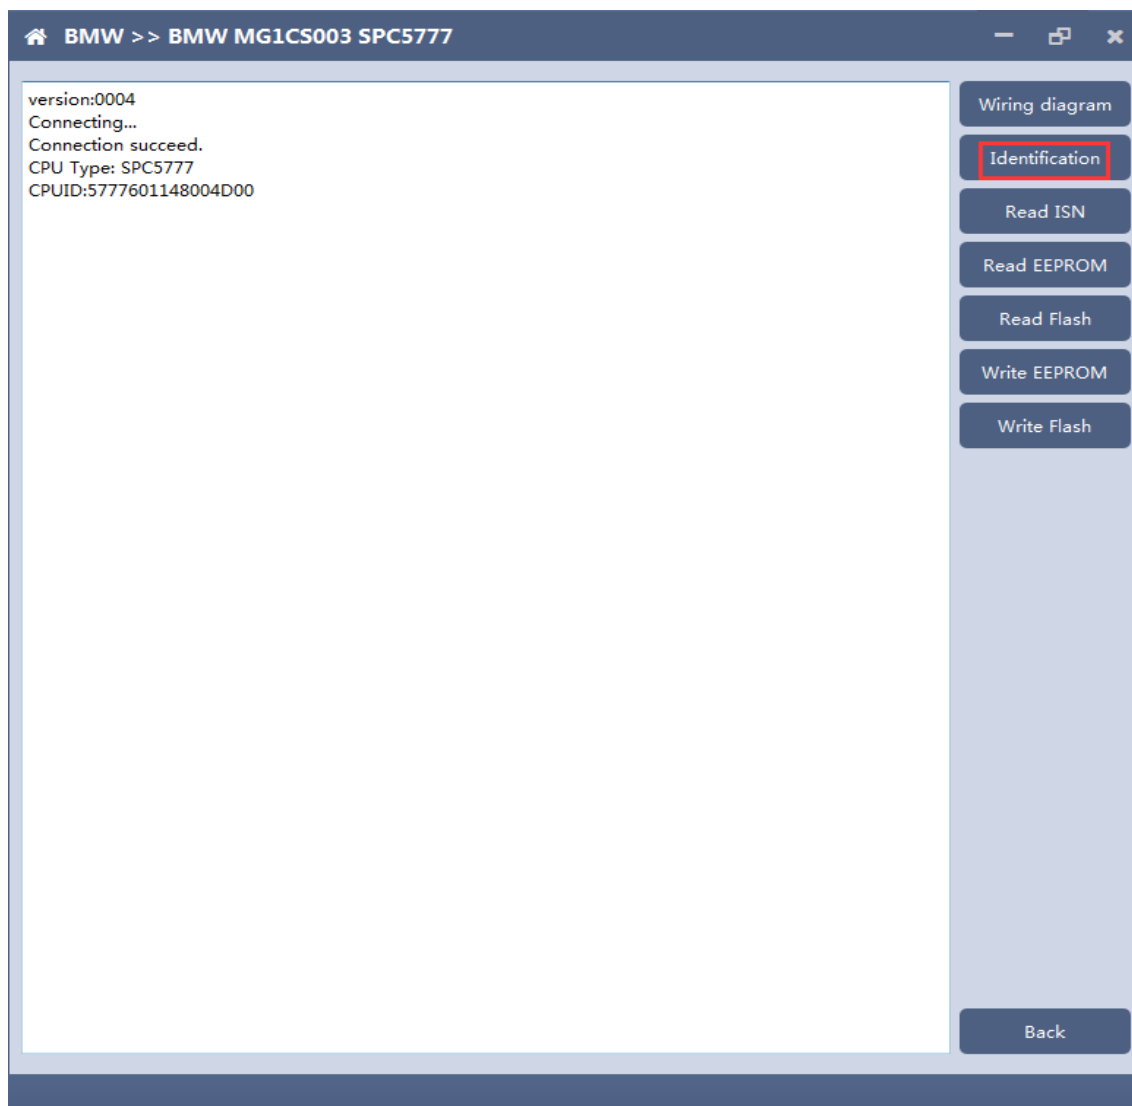 BMW >> BMW MG1CS003 SPC5777
version:0004
Connecting...
Connection succeed.
CPU Type: SPC5777
CPUID:5777601148004D00
Wiring diagram
Identification
Read ISN
Read EEPROM
Read Flash
Write EEPROM
Write Flash
Back